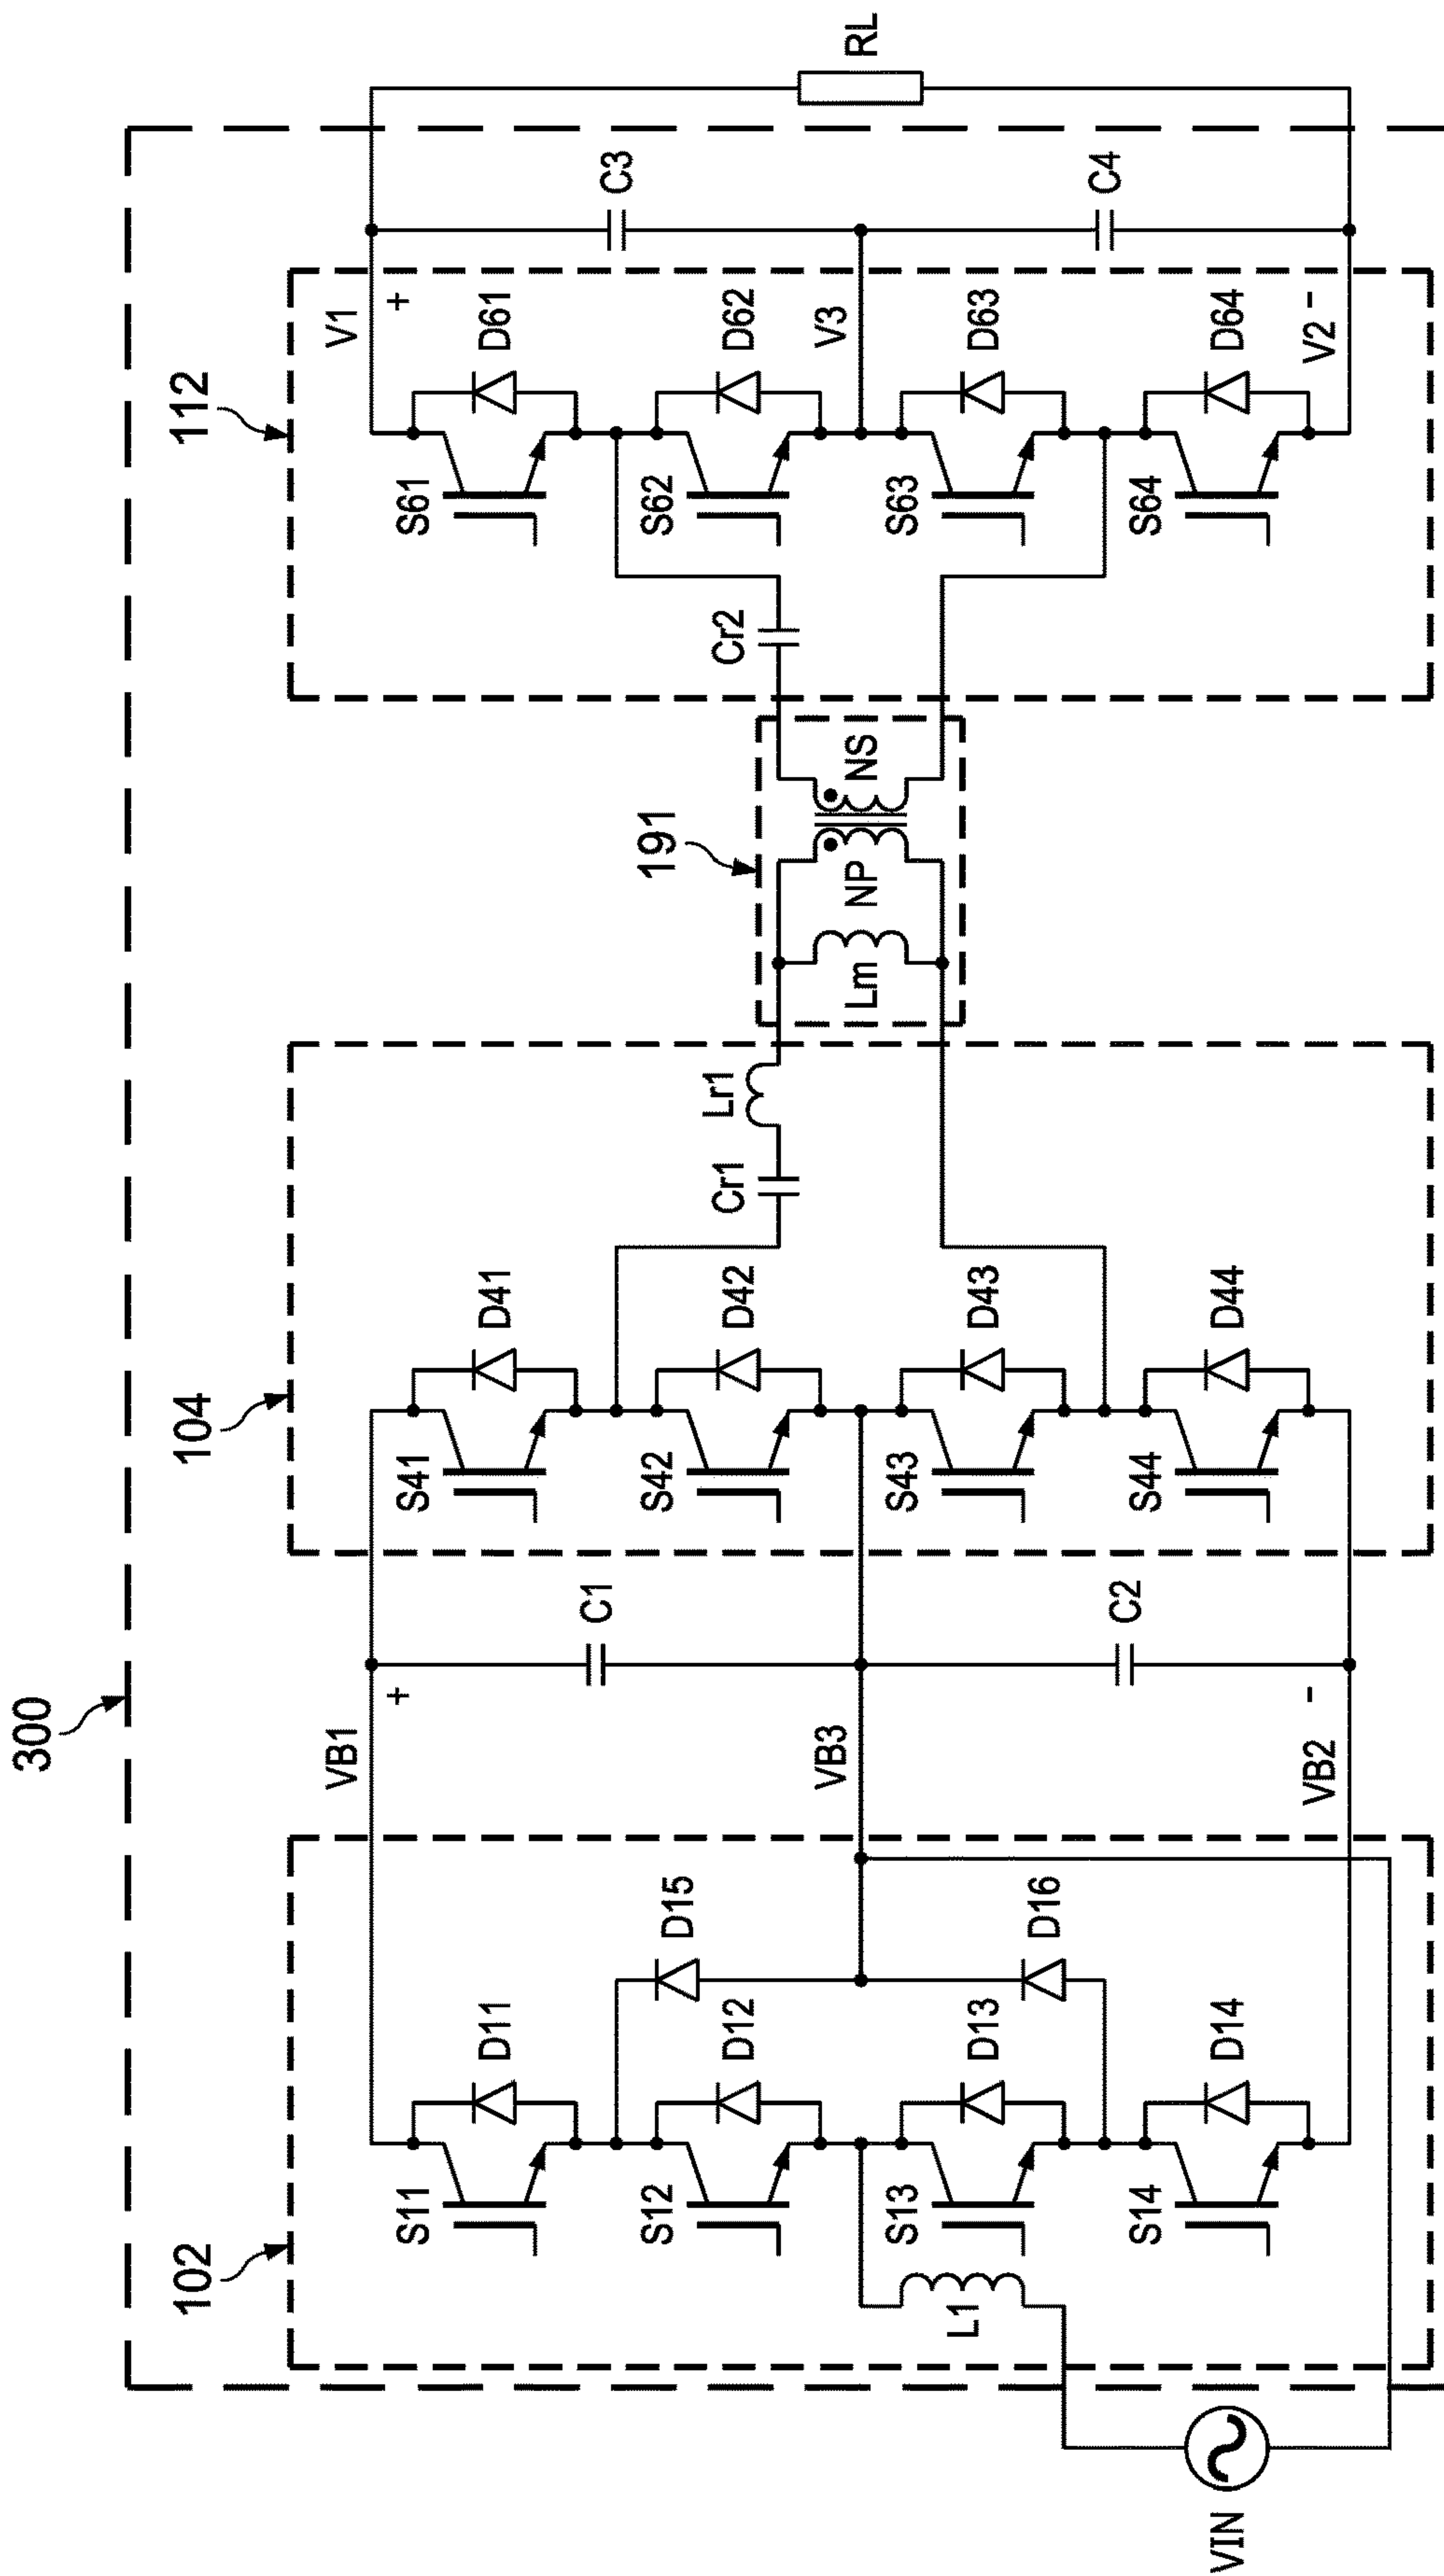 300
102
104
112
191
VIN
L1
S11
D11
S12
D12
S13
D13
S14
D14
D15
D16
VB1
+
VB3
VB2
-
C1
C2
S41
D41
S42
D42
S43
D43
S44
D44
Cr1
Lr1
Lm
NP
NS
Cr2
S61
D61
S62
D62
S63
D63
S64
D64
V1
+
V3
V2
-
C3
C4
RL